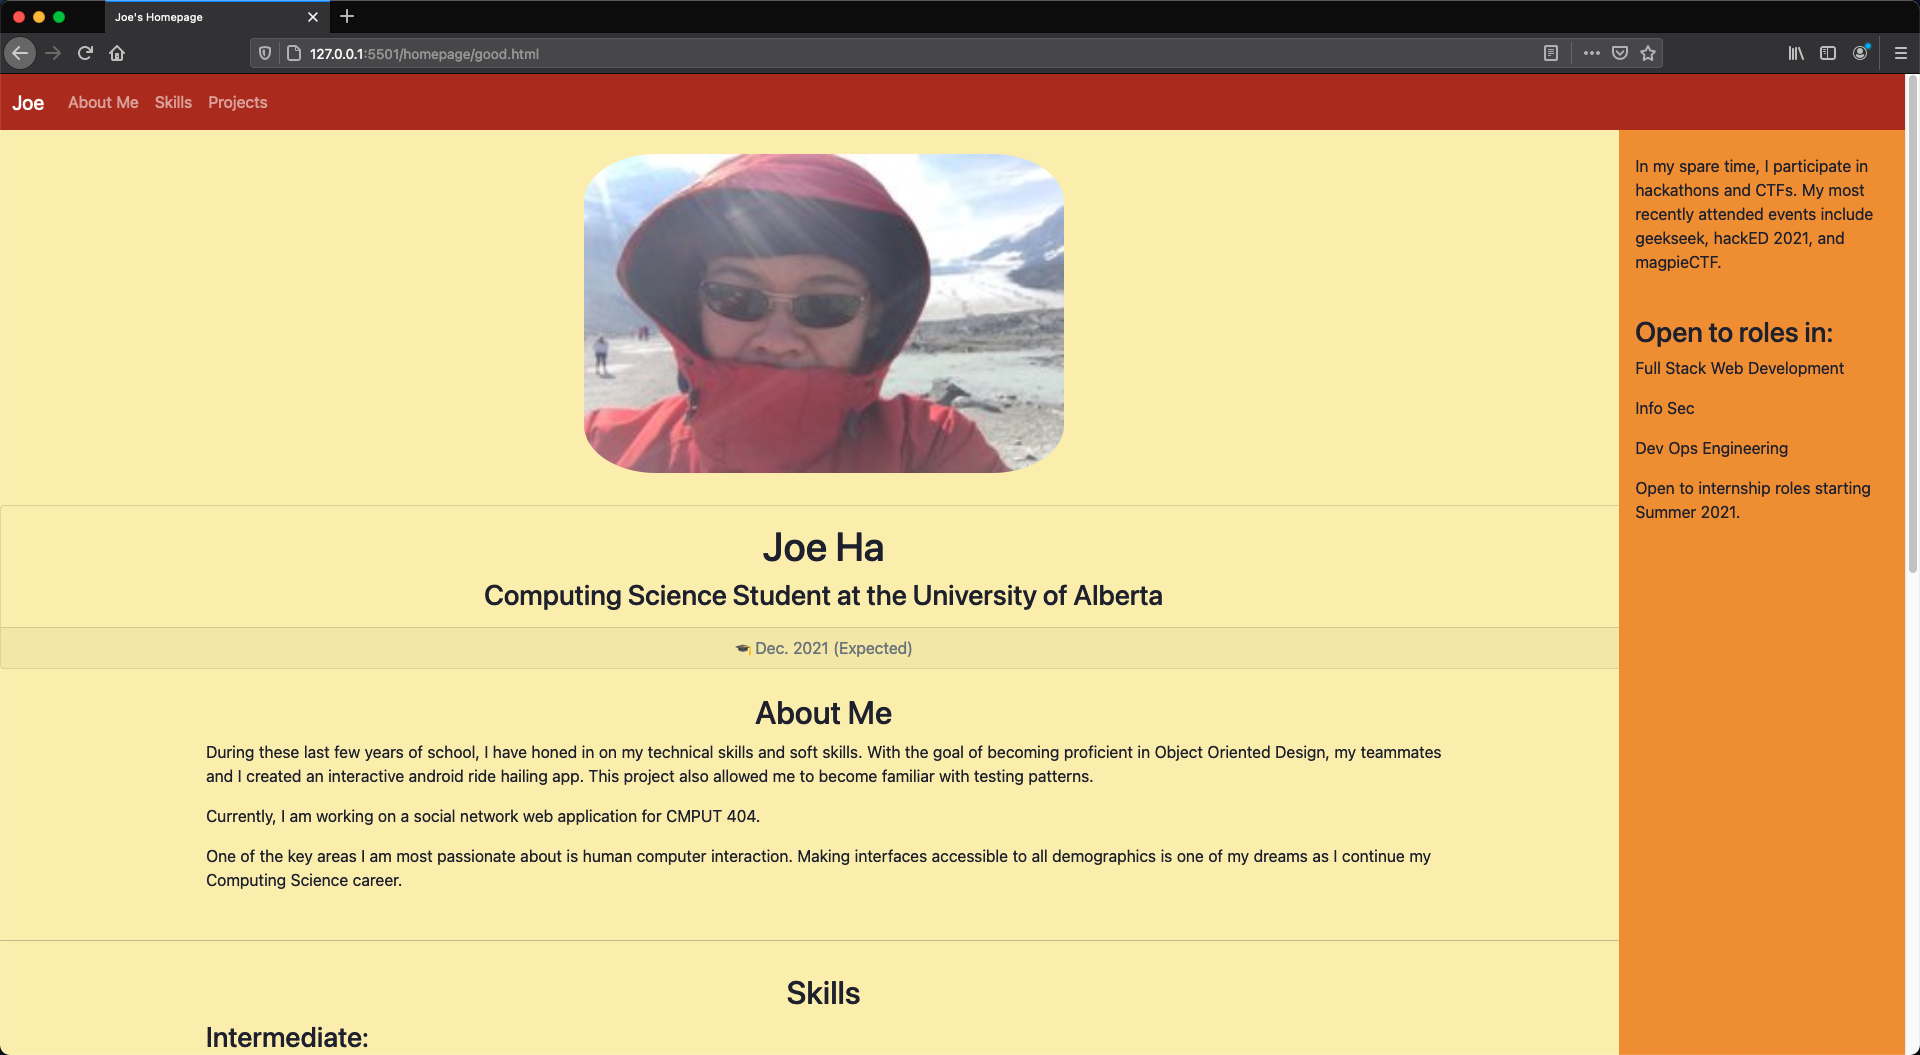 Joe's Homepage
127.0.0.1:5501/homepage/good.html
Joe About Me Skills Projects
Joe Ha
Computing Science Student at the University of Alberta
🎓 Dec. 2021 (Expected)
About Me
During these last few years of school, I have honed in on my technical skills and soft skills. With the goal of becoming proficient in Object Oriented Design, my teammates
and I created an interactive android ride hailing app. This project also allowed me to become familiar with testing patterns.
Currently, I am working on a social network web application for CMPUT 404.
One of the key areas I am most passionate about is human computer interaction. Making interfaces accessible to all demographics is one of my dreams as I continue my
Computing Science career.
Skills
Intermediate:
In my spare time, I participate in
hackathons and CTFs. My most
recently attended events include
geekseek, hackED 2021, and
magpieCTF.
Open to roles in:
Full Stack Web Development
Info Sec
Dev Ops Engineering
Open to internship roles starting
Summer 2021.